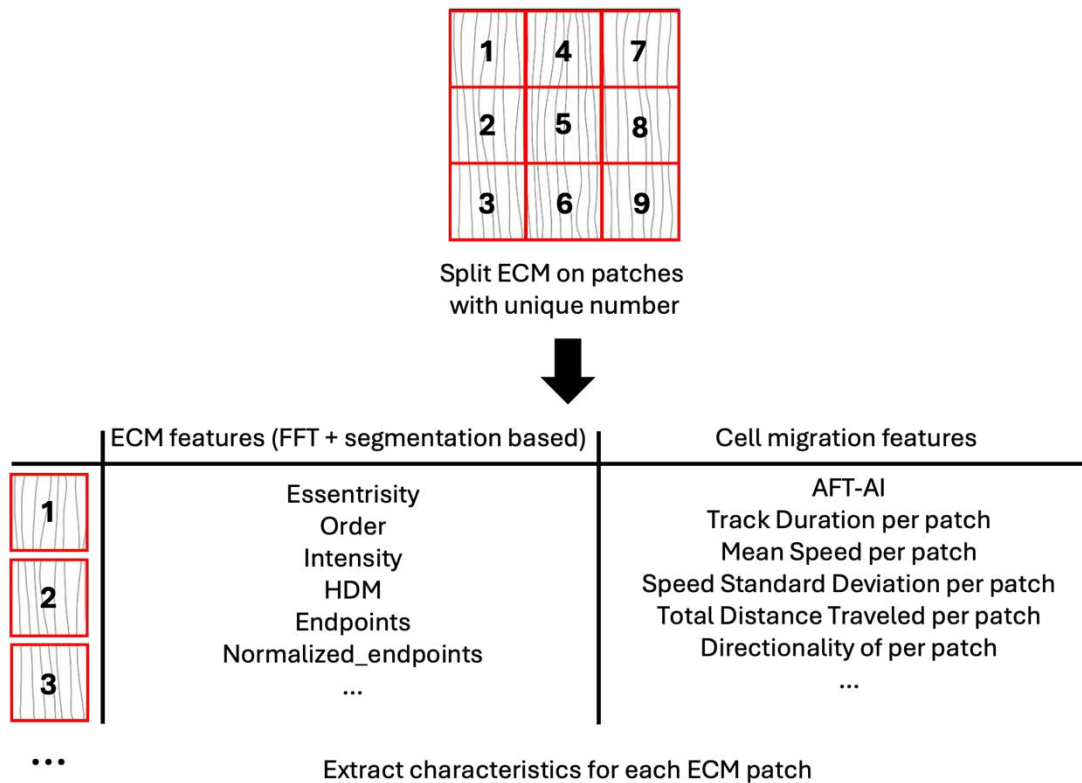 1 4 7
2 5 8
3 6 9
Split ECM on patches
with unique number
ECM features (FFT + segmentation based) Cell migration features
1
2
3
...
Essentrisity
Order
Intensity
HDM
Endpoints
Normalized_endpoints
...
AFT-AI
Track Duration per patch
Mean Speed per patch
Speed Standard Deviation per patch
Total Distance Traveled per patch
Directionality of per patch
...
Extract characteristics for each ECM patch